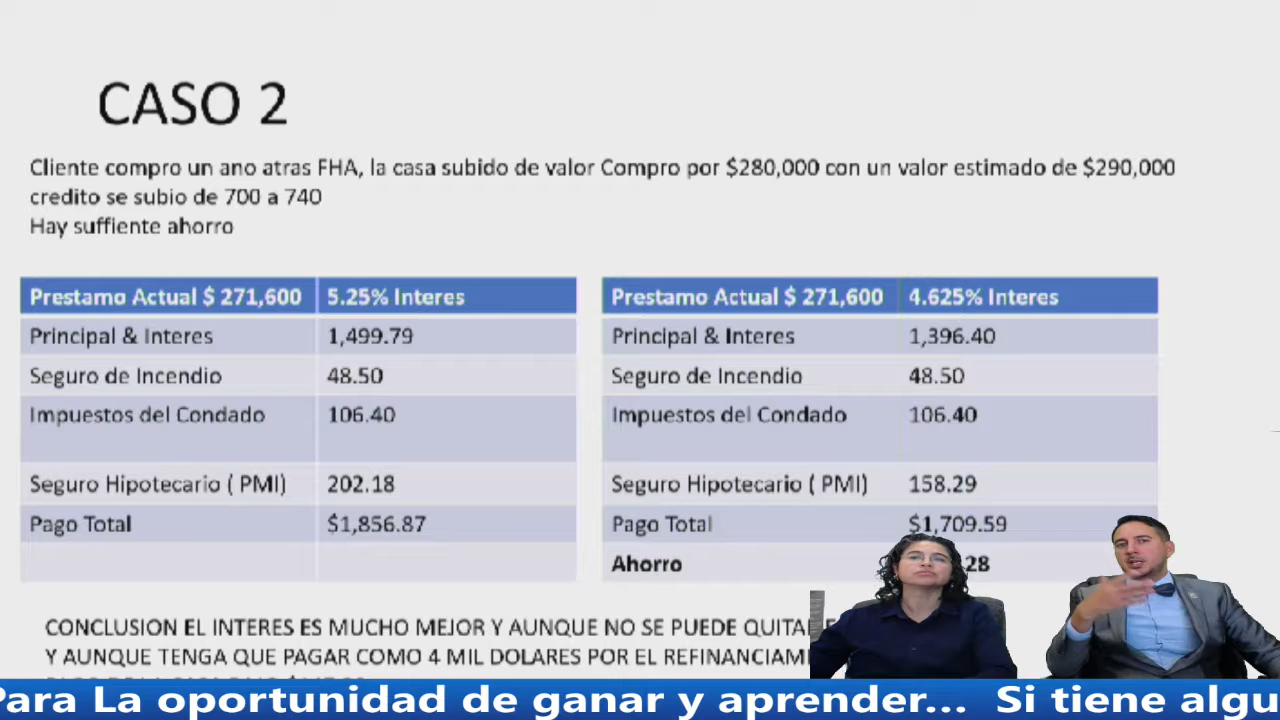 CASO 2
Cliente compro un ano atras FHA, la casa subido de valor Compro por $280,000 con un valor estimado de $290,000
credito se subio de 700 a 740
Hay suffiente ahorro
Prestamo Actual $ 271,600 5.25% Interes
Principal & Interes 1,499.79
Seguro de Incendio 48.50
Impuestos del Condado 106.40
Seguro Hipotecario ( PMI) 202.18
Pago Total $1,856.87
Prestamo Actual $ 271,600 4.625% Interes
Principal & Interes 1,396.40
Seguro de Incendio 48.50
Impuestos del Condado 106.40
Seguro Hipotecario ( PMI) 158.29
Pago Total $1,709.59
Ahorro .28
CONCLUSION EL INTERES ES MUCHO MEJOR Y AUNQUE NO SE PUEDE
Y AUNQUE TENGA QUE PAGAR COMO 4 MIL DOLARES POR EL
Para La oportunidad de ganar y aprender... Si tiene algu